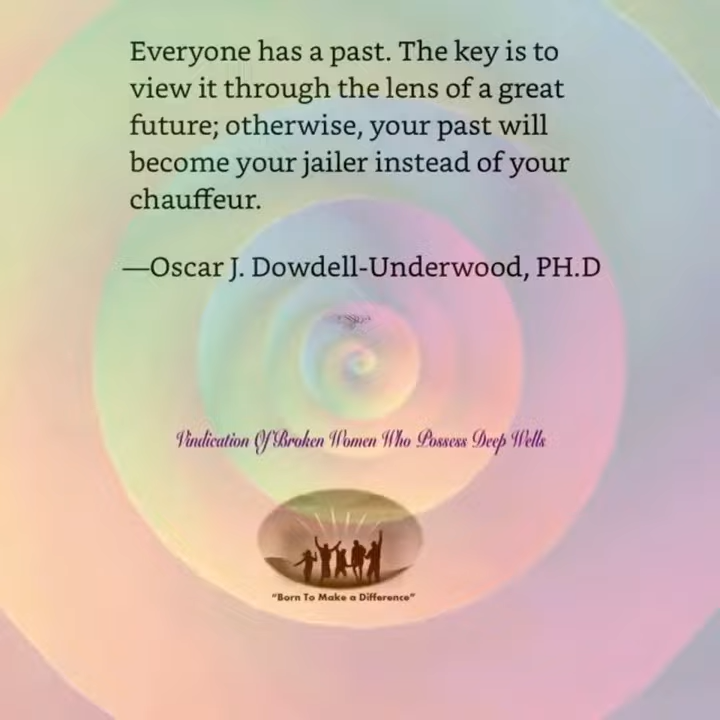 Everyone has a past. The key is to
view it through the lens of a great
future; otherwise, your past will
become your jailer instead of your
chauffeur.
—Oscar J. Dowdell-Underwood, PH.D
Vindication Of Broken Women Who Possess Deep Wells
"Born To Make a Difference"